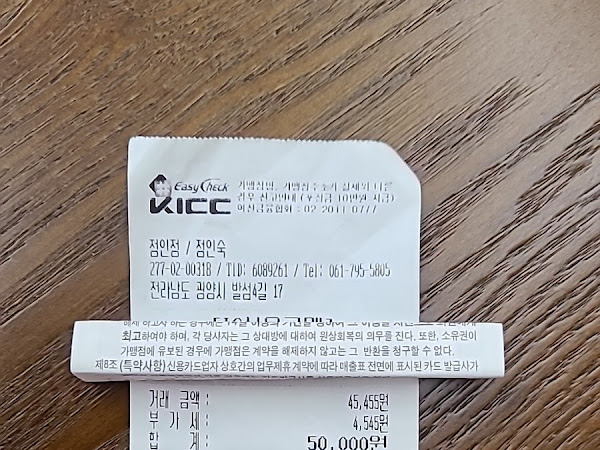 EasyCheck
KICC
가맹점명, 가맹점주소가 실제와 다른
경우 신고안내 (포상금 10만원 지급)
여신금융협회 : 02-2011-0777
점인점 / 점인숙
277-02-00318 / TID: 6089261 / Tel: 061-795-5805
전라남도 광양시 발섬4길 17
최고하여야 하며, 각 당사자는 그 상대방에 대하여 원상회복의 의무를 진다. 또한, 소유권이
가맹점에 유보된 경우에 가맹점은 계약을 해제하지 않고는 그 반환을 청구할 수 없다.
제8조 (특약사항) 신용카드업자 상호간의 업무제휴 계약에 따라 매출표 전면에 표시된 카드 발급사가
거래 금액 : 45,455원
부 가 세 : 4,545원
합 계 : 50,000원